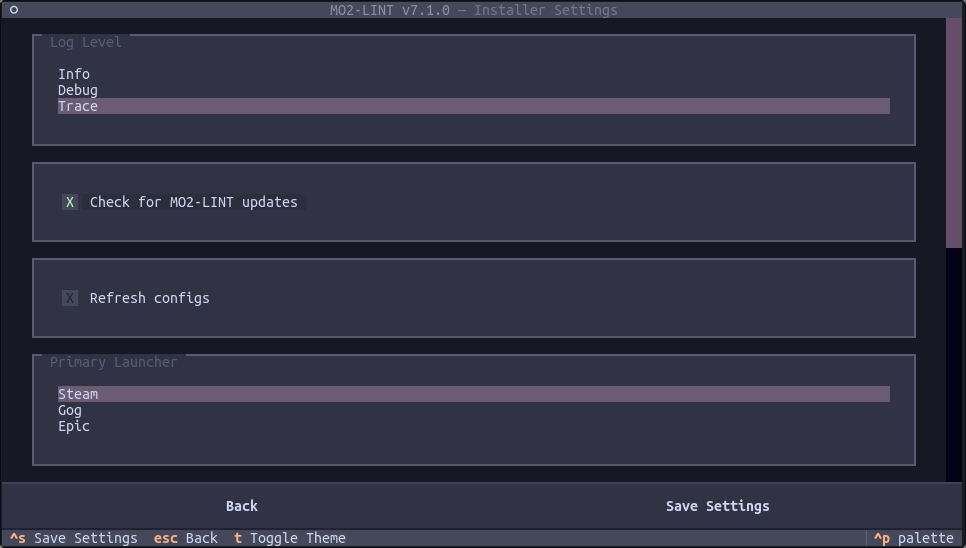 MO2-LINT v7.1.0 — Installer Settings
Log Level
Info
Debug
Trace
X Check for MO2-LINT updates
X Refresh configs
Primary Launcher
Steam
Gog
Epic
Back Save Settings
^s Save Settings esc Back t Toggle Theme ^p palette